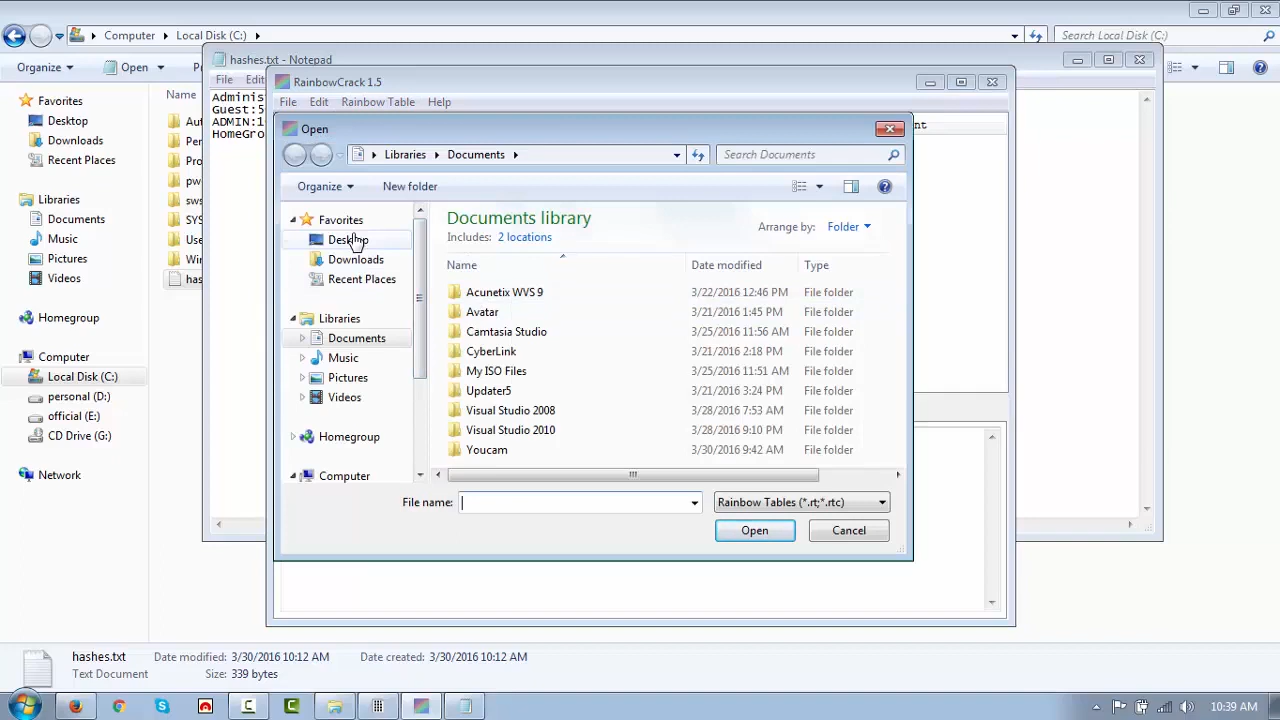 Computer Local Disk (C:) Search Local Disk (C:)
hashes.txt - Notepad
Organize Open
File Edit
RainbowCrack 1.5
File Edit Rainbow Table Help
Name
Favorites
Desktop
Downloads
Recent Places
Libraries
Documents
Music
Pictures
Videos
Homegroup
Computer
Local Disk (C:)
personal (D:)
official (E:)
CD Drive (G:)
Network
Adminis
Guest:5
ADMIN:1
HomeGro
nt
Open
Libraries Documents Search Documents
Organize New folder
Favorites
Desktop
Downloads
Recent Places
Libraries
Documents
Music
Pictures
Videos
Homegroup
Computer
Documents library
Includes: 2 locations
Arrange by: Folder
Name Date modified Type
Acunetix WVS 9 3/22/2016 12:46 PM File folder
Avatar 3/21/2016 1:45 PM File folder
Camtasia Studio 3/25/2016 11:56 AM File folder
CyberLink 3/21/2016 2:18 PM File folder
My ISO Files 3/25/2016 11:51 AM File folder
Updater5 3/21/2016 3:24 PM File folder
Visual Studio 2008 3/28/2016 7:53 AM File folder
Visual Studio 2010 3/28/2016 9:10 PM File folder
Youcam 3/30/2016 9:42 AM File folder
File name: Rainbow Tables (*.rt;*.rtc)
Open Cancel
hashes.txt Date modified: 3/30/2016 10:12 AM Date created: 3/30/2016 10:12 AM
Text Document Size: 339 bytes
10:39 AM